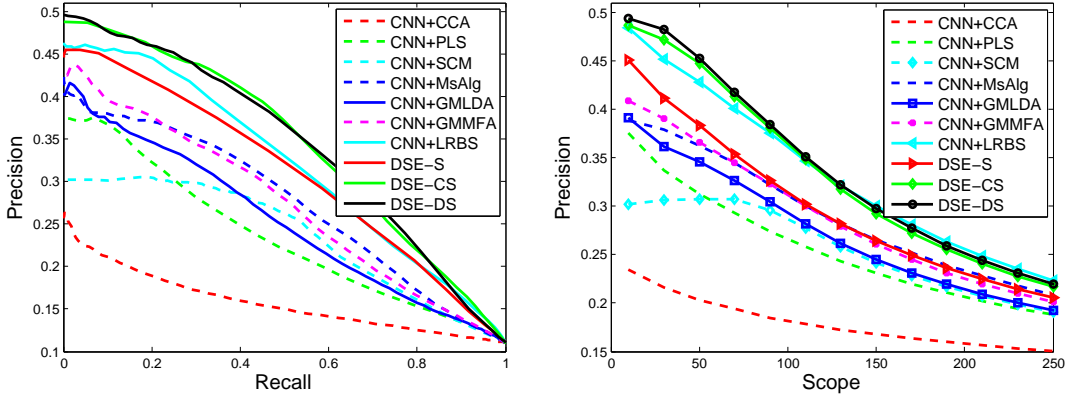 0.5
0.45
0.4
0.35
0.3
0.25
0.2
0.15
0.1
Precision
0
0.2
0.4
0.6
0.8
1
Recall
CNN+CCA
CNN+PLS
CNN+SCM
CNN+MsAlg
CNN+GMLDA
CNN+GMMFA
CNN+LRBS
DSE−S
DSE−CS
DSE−DS
0.5
0.45
0.4
0.35
0.3
0.25
0.2
0.15
Precision
0
50
100
150
200
250
Scope
CNN+CCA
CNN+PLS
CNN+SCM
CNN+MsAlg
CNN+GMLDA
CNN+GMMFA
CNN+LRBS
DSE−S
DSE−CS
DSE−DS